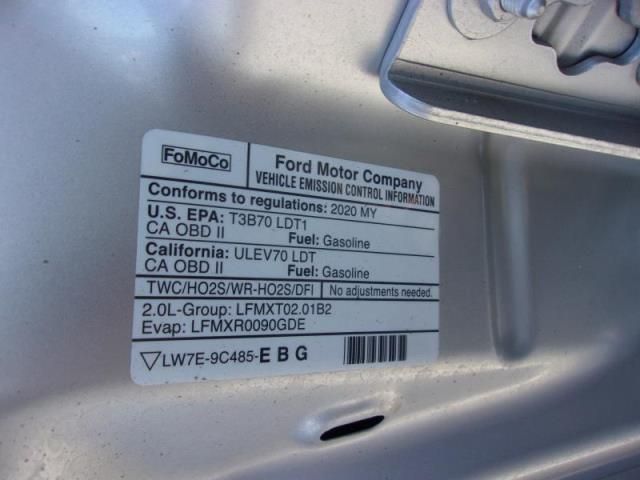 FoMoCo
Ford Motor Company
VEHICLE EMISSION CONTROL INFORMATION
Conforms to regulations: 2020 MY
U.S. EPA: T3B70 LDT1
CA OBD II Fuel: Gasoline
California: ULEV70 LDT
CA OBD II Fuel: Gasoline
TWC/HO2S/WR-HO2S/DFI No adjustments needed.
2.0L-Group: LFMXT02.01B2
Evap: LFMXR0090GDE
LW7E-9C485-E B G